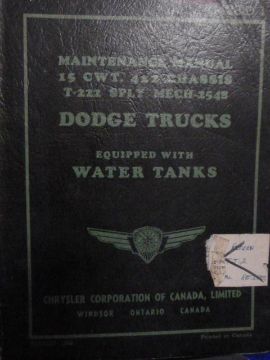 MAINTENANCE MANUAL
15 CWT. 4x2 CHASSIS
T-222 SPLY MECH-2548
DODGE TRUCKS
EQUIPPED WITH
WATER TANKS
CHRYSLER CORPORATION OF CANADA, LIMITED
WINDSOR ONTARIO CANADA
Printed in Canada